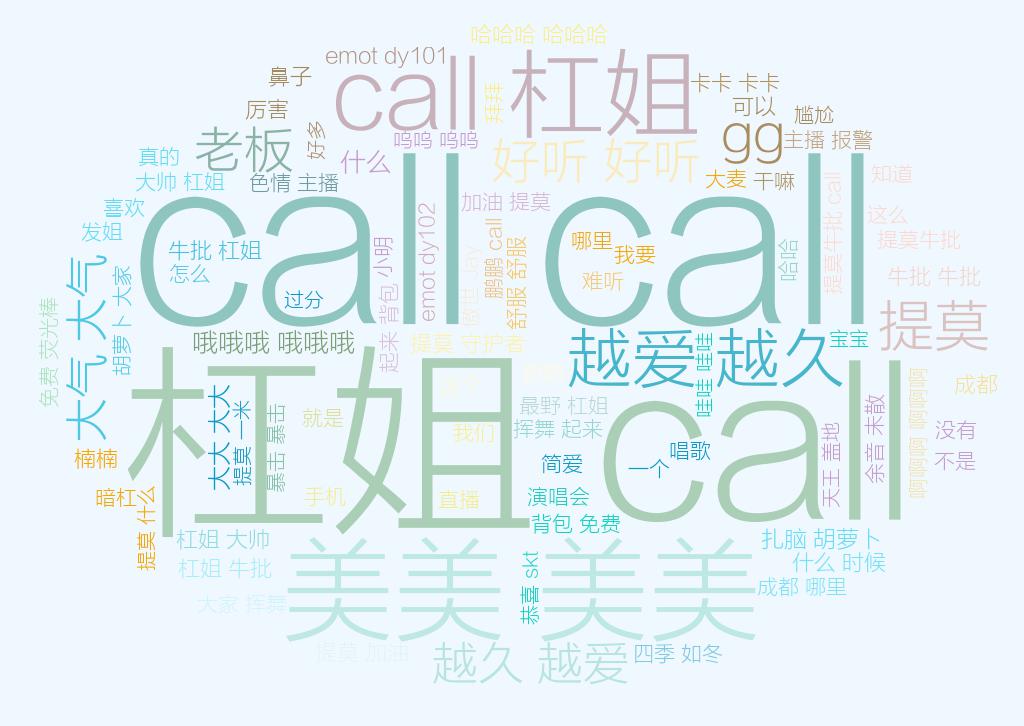 哈哈哈 哈哈哈
emot dy101
call 杠姐
卡卡 卡卡
鼻子
拜拜
可以
厉害
尴尬
好多
老板
gg
呜呜 呜呜
主播 报警
什么
好听 好听
真的
大帅 杠姐
色情 主播
大麦
干嘛
知道
call call
加油 提莫
喜欢
发姐
这么
提莫牛批 call
提莫牛批
牛批 杠姐
小明
emot dy102
鹏鹏 call
舒服 舒服
哪里
我要
哈哈
怎么
难听
牛批 牛批
大气 大气
胡萝卜 大家
过分
背包
起来
免费 荧光棒
提莫
哦哦哦 哦哦哦
提莫 守护者
越爱 越久
哇哇 哇哇
宝宝
杠姐 call
大大 大大
提莫 一米
暴击 暴击
就是
最野 杠姐
挥舞 起来
我们
成都
啊啊啊 啊啊啊
天王 盖地
余音 未散
没有
不是
楠楠
简爱
一个
唱歌
暗杠什么
手机
直播
演唱会
提莫 什么
背包 免费
杠姐 大帅
扎脑 胡萝卜
杠姐 牛批
什么 时候
美美 美美
恭喜 skt
成都 哪里
大家 挥舞
提莫 加油
越久 越爱
四季 如冬